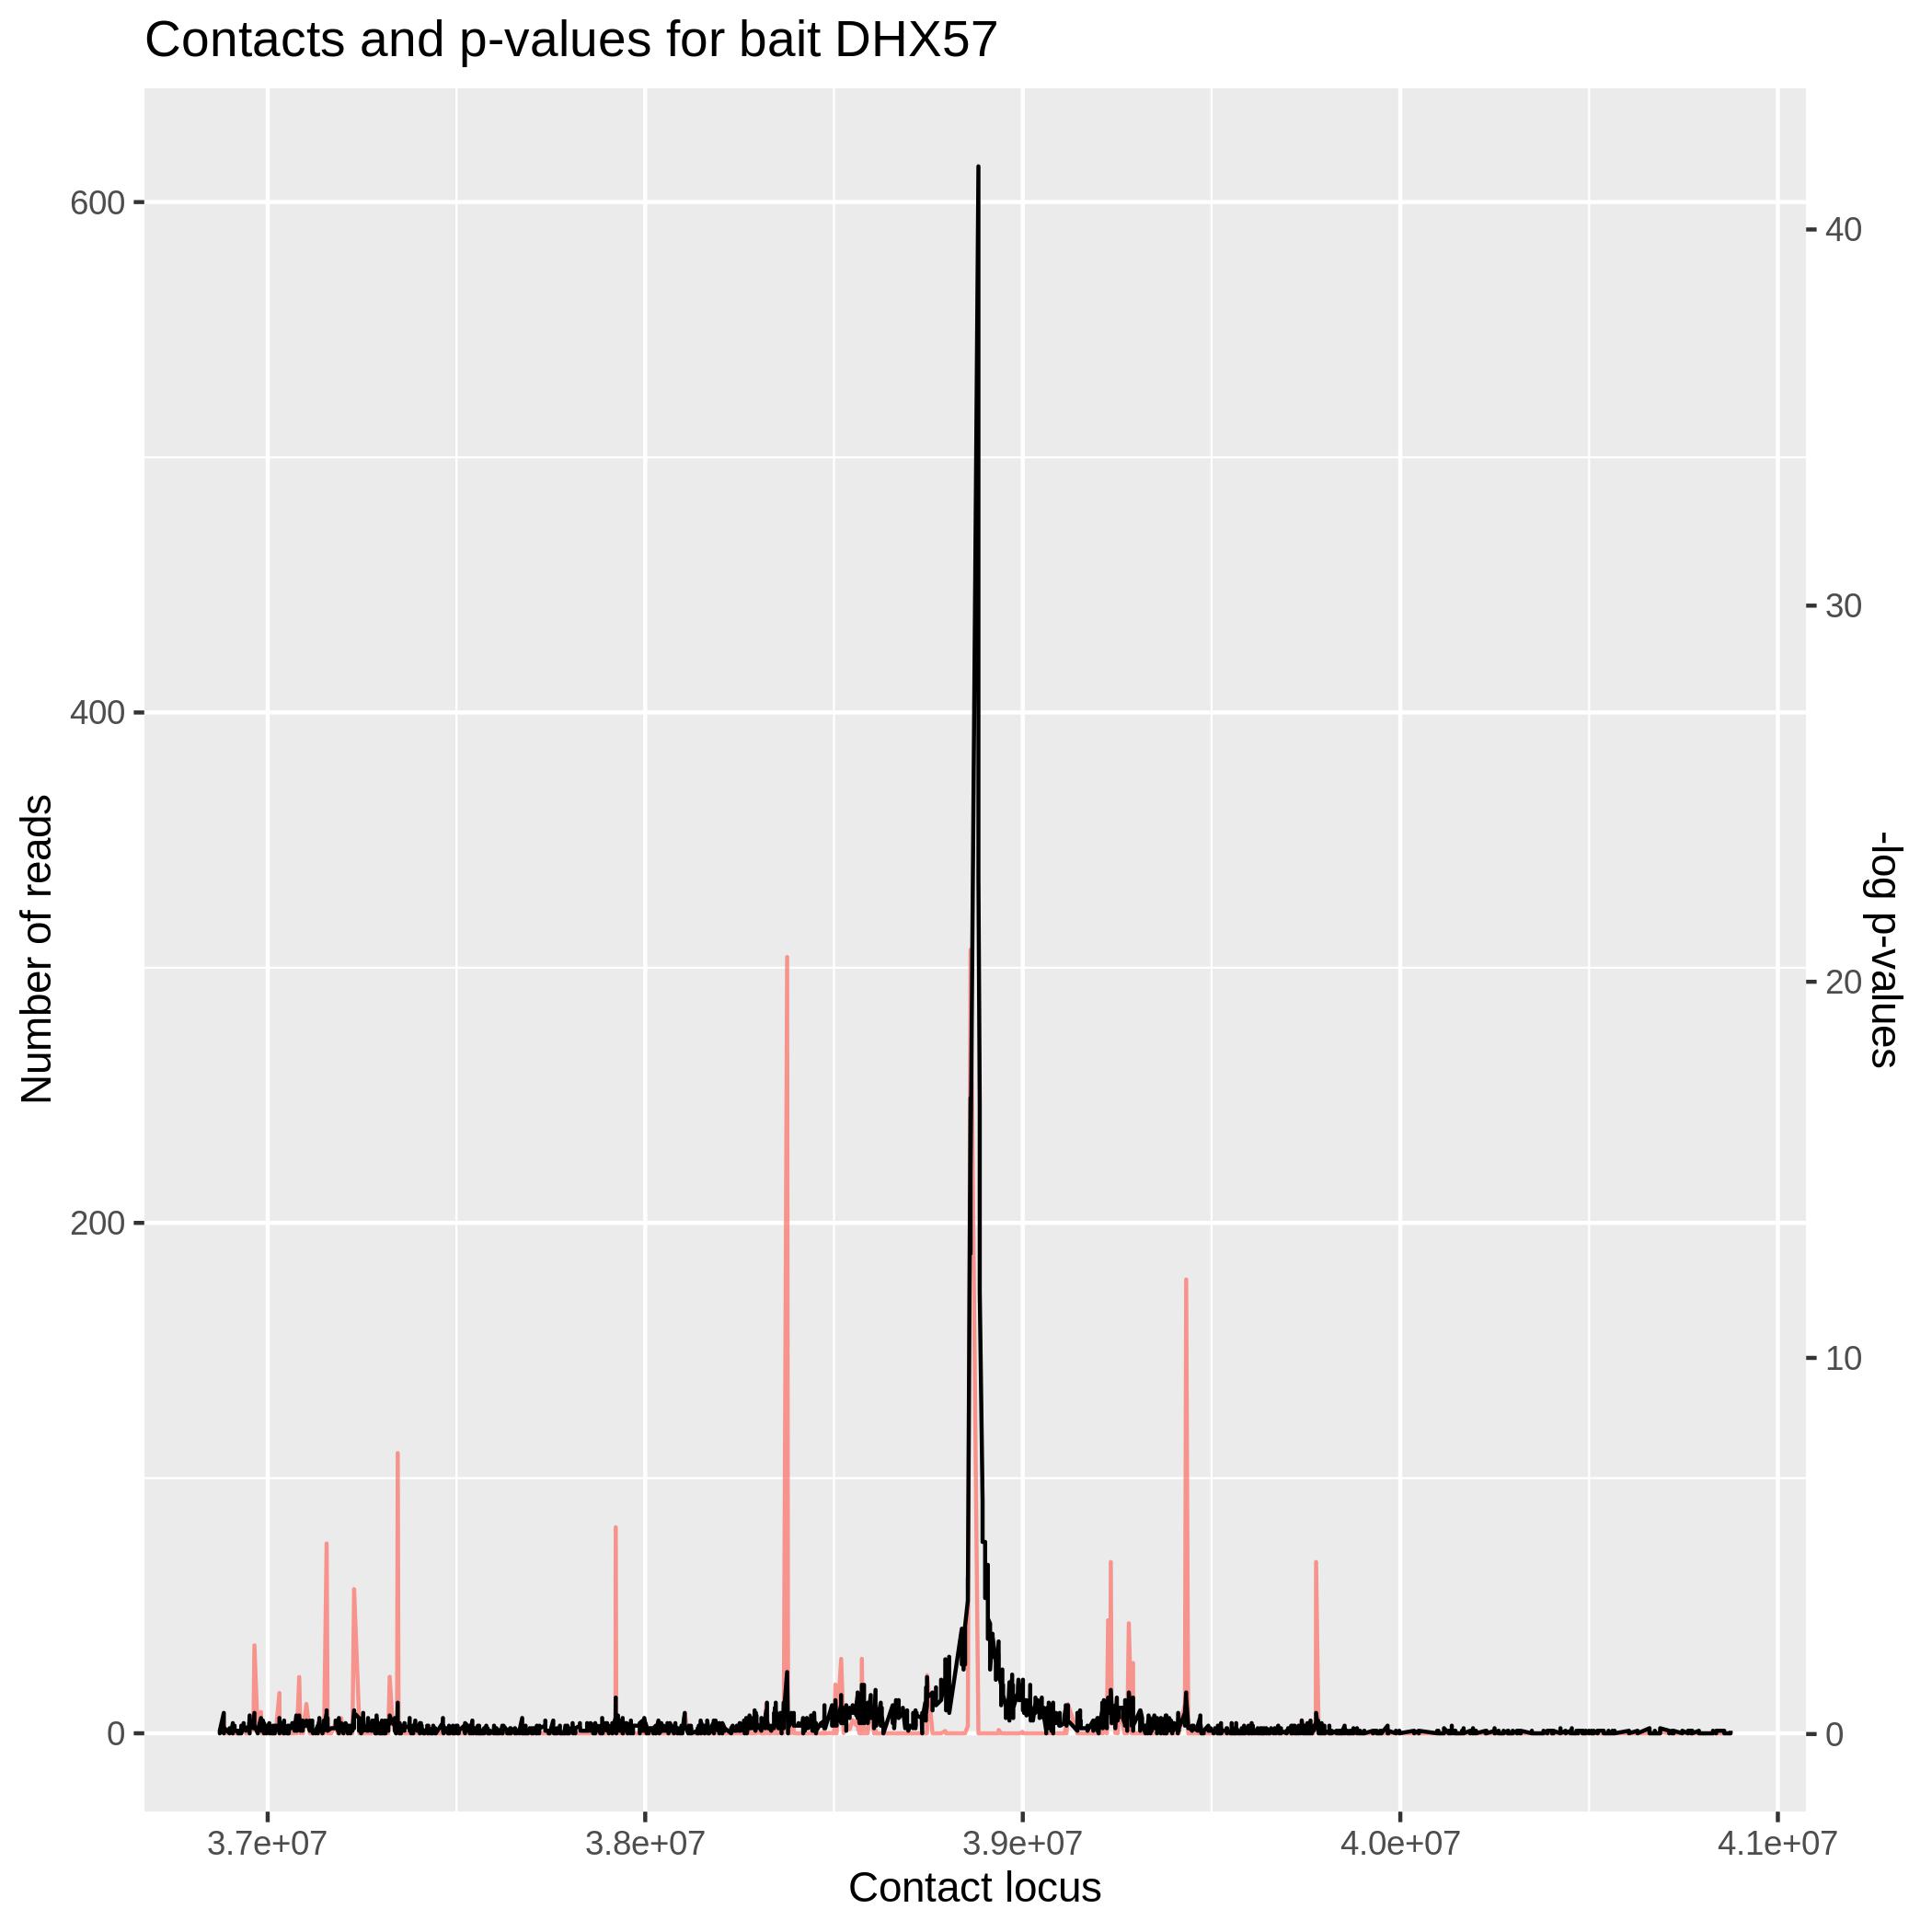 Contacts and p-values for bait DHX57
600
400
200
0
Number of reads
40
30
20
10
0
-log p-values
3.7e+07
3.8e+07
3.9e+07
4.0e+07
4.1e+07
Contact locus